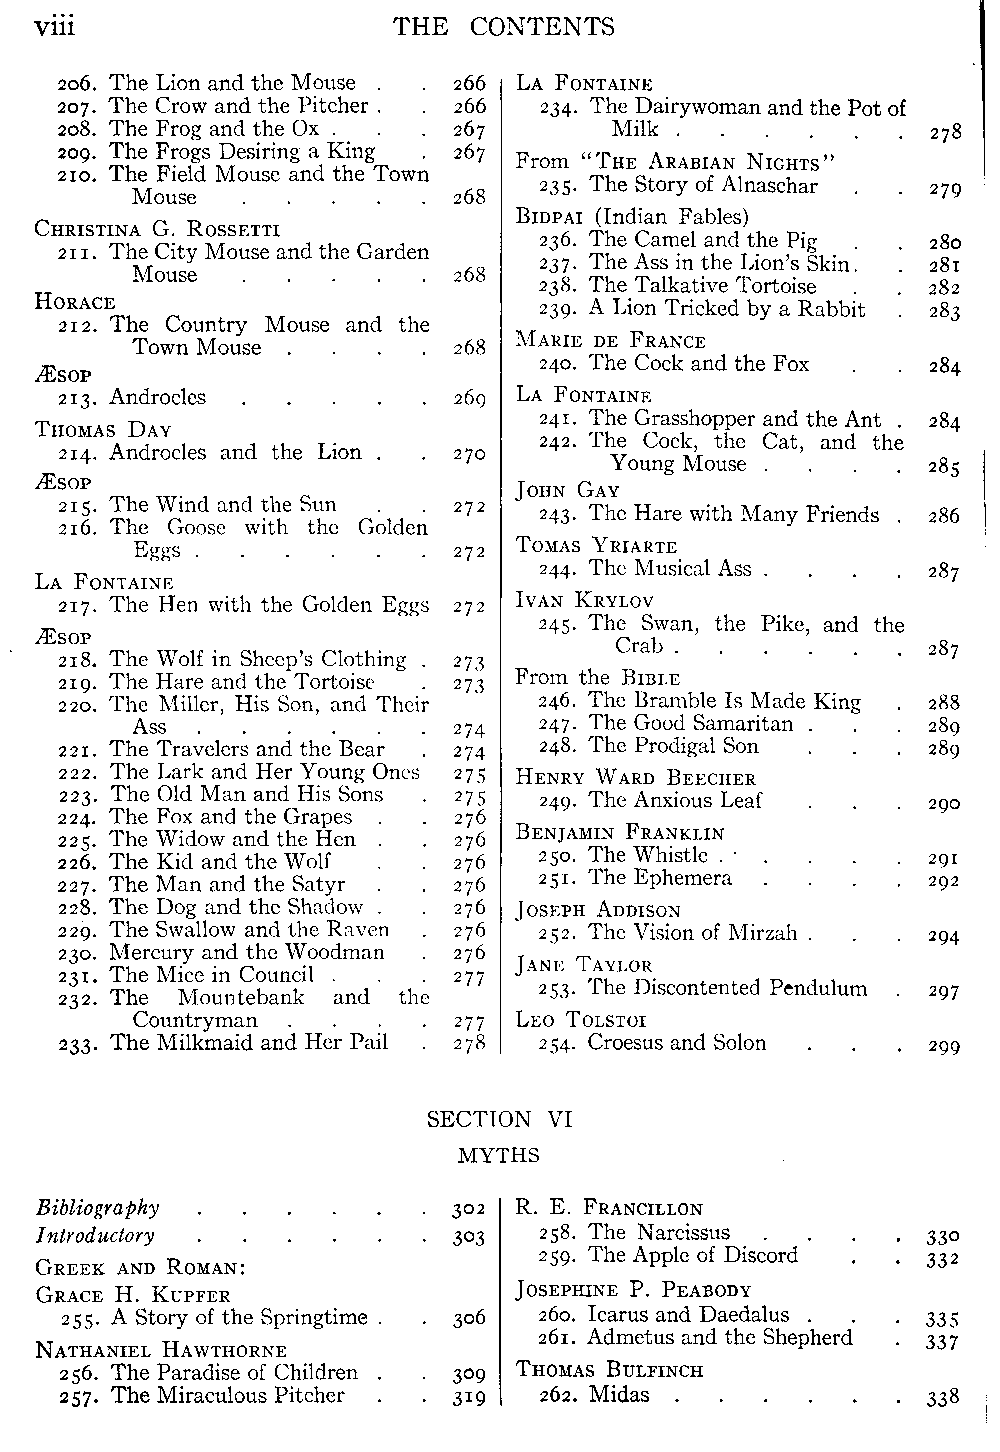 viii THE CONTENTS
206. The Lion and the Mouse . . 266
207. The Crow and the Pitcher . . 266
208. The Frog and the Ox . . . 267
209. The Frogs Desiring a King . 267
210. The Field Mouse and the Town
Mouse . . . . . 268
CHRISTINA G. ROSSETTI
211. The City Mouse and the Garden
Mouse . . . . . 268
HORACE
212. The Country Mouse and the
Town Mouse . . . . 268
ÆSOP
213. Androcles . . . . . 269
THOMAS DAY
214. Androcles and the Lion . . 270
ÆSOP
215. The Wind and the Sun . . 272
216. The Goose with the Golden
Eggs . . . . . . 272
LA FONTAINE
217. The Hen with the Golden Eggs 272
ÆSOP
218. The Wolf in Sheep's Clothing . 273
219. The Hare and the Tortoise . 273
220. The Miller, His Son, and Their
Ass . . . . . . 274
221. The Travelers and the Bear . 274
222. The Lark and Her Young Ones 275
223. The Old Man and His Sons . 275
224. The Fox and the Grapes . . 276
225. The Widow and the Hen . . 276
226. The Kid and the Wolf . . 276
227. The Man and the Satyr . . 276
228. The Dog and the Shadow . . 276
229. The Swallow and the Raven . 276
230. Mercury and the Woodman . 276
231. The Mice in Council . . . 277
232. The Mountebank and the
Countryman . . . . 277
233. The Milkmaid and Her Pail . 278
LA FONTAINE
234. The Dairywoman and the Pot of
Milk . . . . . . 278
From "THE ARABIAN NIGHTS"
235. The Story of Alnaschar . . 279
BIDPAI (Indian Fables)
236. The Camel and the Pig . . 280
237. The Ass in the Lion's Skin . . 281
238. The Talkative Tortoise . . 282
239. A Lion Tricked by a Rabbit . 283
MARIE DE FRANCE
240. The Cock and the Fox . . 284
LA FONTAINE
241. The Grasshopper and the Ant . 284
242. The Cock, the Cat, and the
Young Mouse . . . . 285
JOHN GAY
243. The Hare with Many Friends . 286
TOMAS YRIARTE
244. The Musical Ass . . . . 287
IVAN KRYLOV
245. The Swan, the Pike, and the
Crab . . . . . . 287
From the BIBLE
246. The Bramble Is Made King . 288
247. The Good Samaritan . . . 289
248. The Prodigal Son . . . 289
HENRY WARD BEECHER
249. The Anxious Leaf . . . 290
BENJAMIN FRANKLIN
250. The Whistle . . . . . 291
251. The Ephemera . . . . 292
JOSEPH ADDISON
252. The Vision of Mirzah . . . 294
JANE TAYLOR
253. The Discontented Pendulum . 297
LEO TOLSTOI
254. Croesus and Solon . . . 299
SECTION VI
MYTHS
Bibliography . . . . . . 302
Introductory . . . . . . 303
GREEK AND ROMAN:
GRACE H. KUPFER
255. A Story of the Springtime . . 306
NATHANIEL HAWTHORNE
256. The Paradise of Children . . 309
257. The Miraculous Pitcher . . 319
R. E. FRANCILLON
258. The Narcissus . . . . 330
259. The Apple of Discord . . 332
JOSEPHINE P. PEABODY
260. Icarus and Daedalus . . . 335
261. Admetus and the Shepherd . 337
THOMAS BULFINCH
262. Midas . . . . . . 338